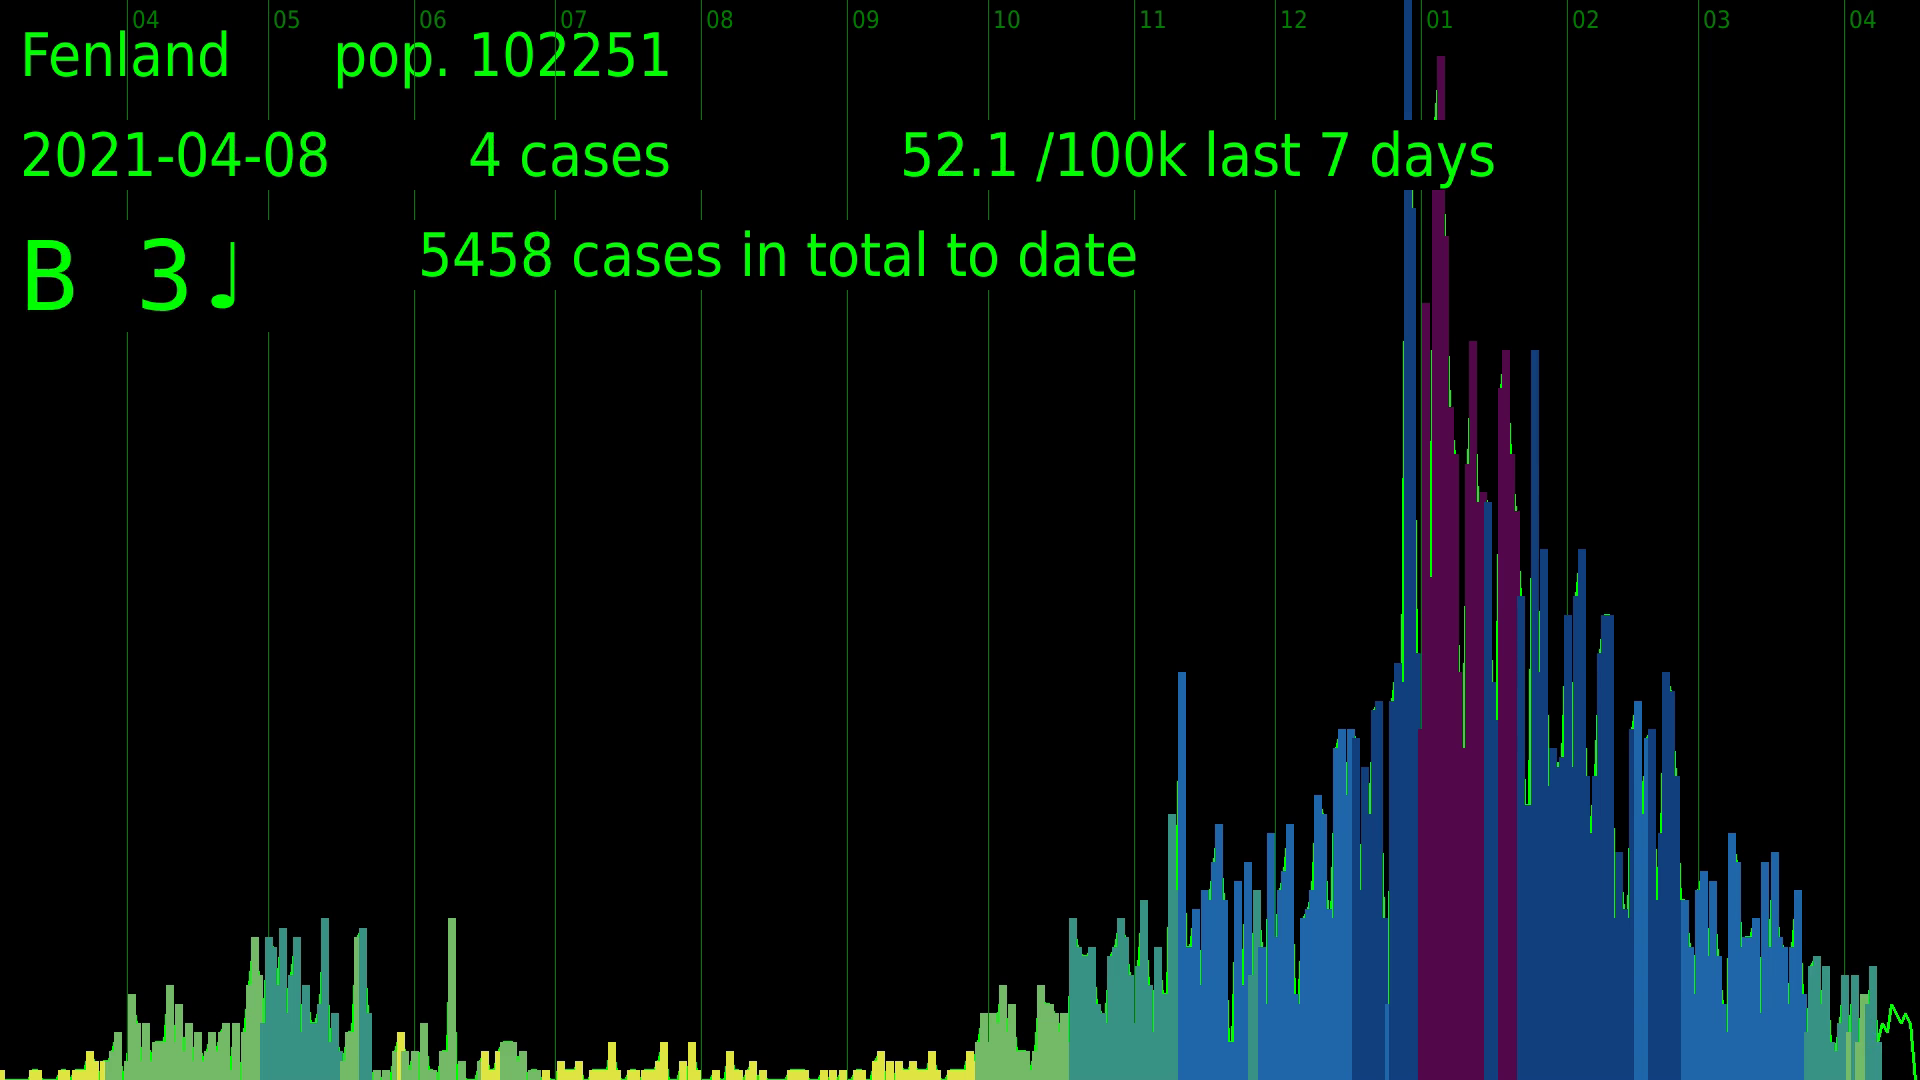 04 05 06 07 08 09 10 11 12 01 02 03 04
Fenland pop. 102251
2021-04-08 4 cases 52.1 /100k last 7 days
B 3♩ 5458 cases in total to date